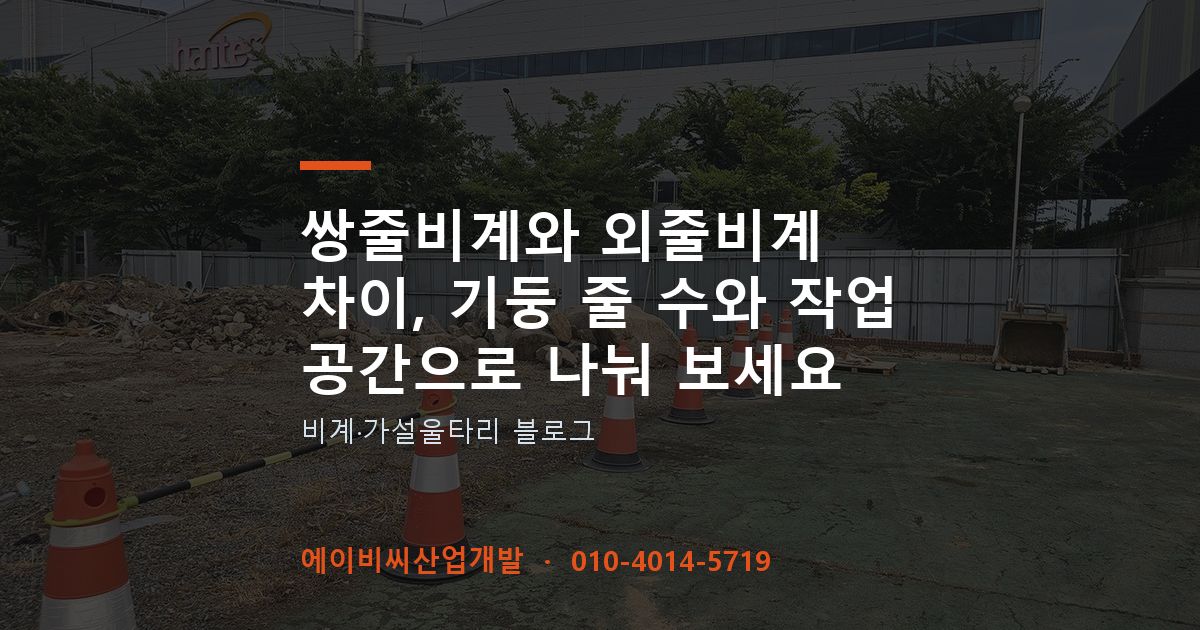 hantes
쌍줄비계와 외줄비계
차이, 기둥 줄 수와 작업
공간으로 나눠 보세요
비계·가설울타리 블로그
에이비씨산업개발 · 010-4014-5719